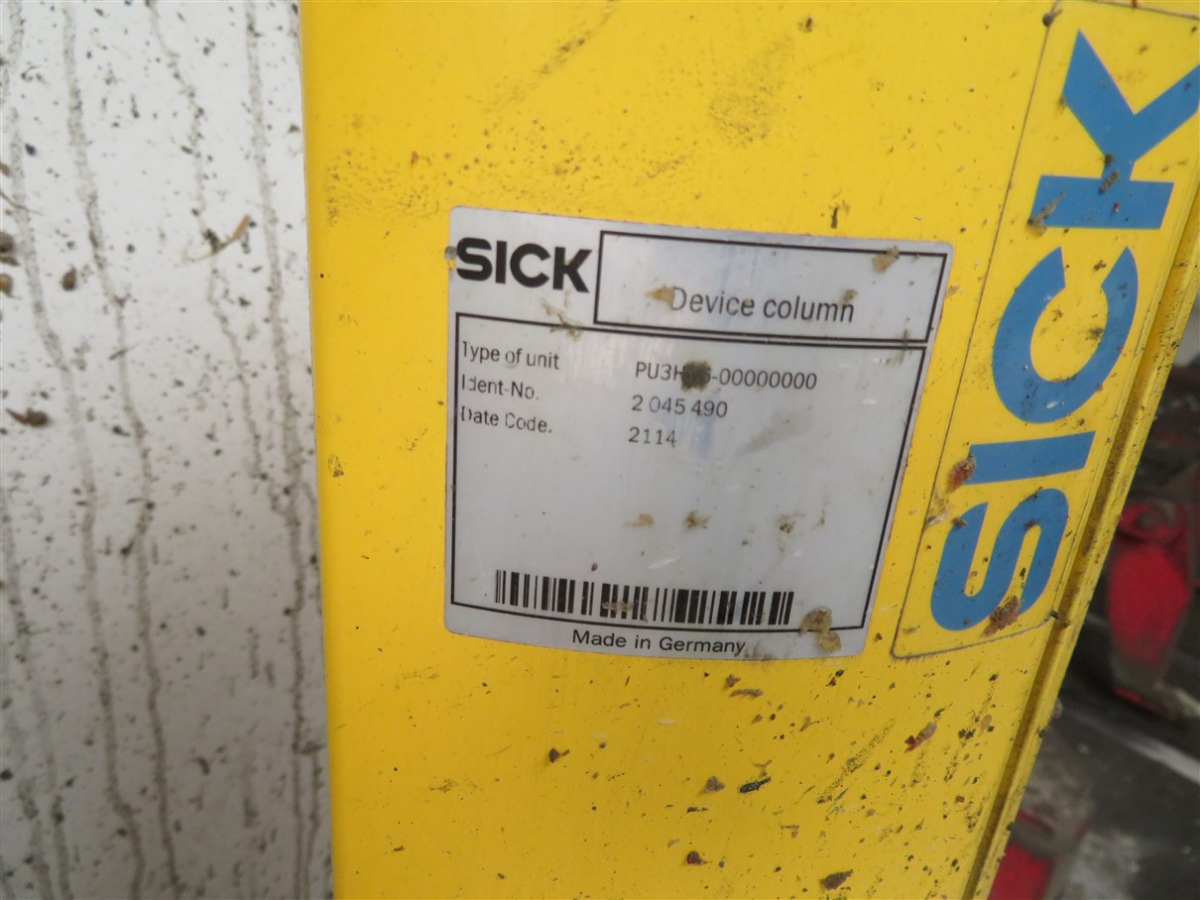 SICK
Device column
Type of unit
Ident-No. 2 045 490
Date Code. 2114
Made in Germany
SICK